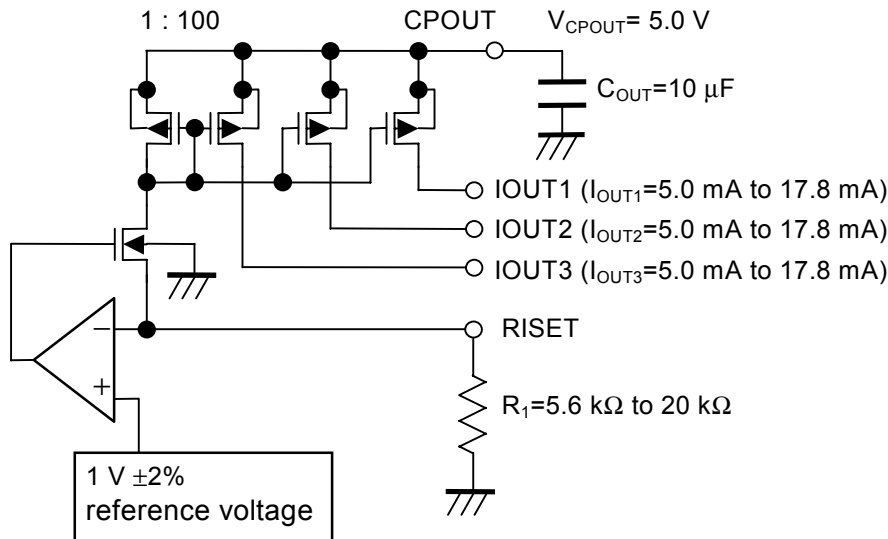 1 : 100
CPOUT
V_CPOUT= 5.0 V
C_OUT=10 μF
IOUT1 (I_OUT1=5.0 mA to 17.8 mA)
IOUT2 (I_OUT2=5.0 mA to 17.8 mA)
IOUT3 (I_OUT3=5.0 mA to 17.8 mA)
RISET
−
+
R₁=5.6 kΩ to 20 kΩ
1 V ±2%
reference voltage